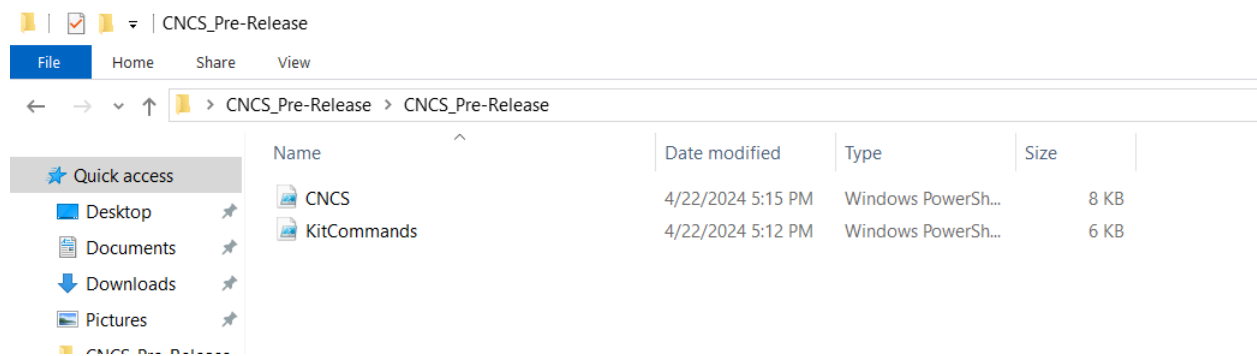 CNCS_Pre-Release
File Home Share View
CNCS_Pre-Release > CNCS_Pre-Release
Name Date modified Type Size
Quick access
CNCS 4/22/2024 5:15 PM Windows PowerSh... 8 KB
Desktop
KitCommands 4/22/2024 5:12 PM Windows PowerSh... 6 KB
Documents
Downloads
Pictures
CNCS_Pre-Release